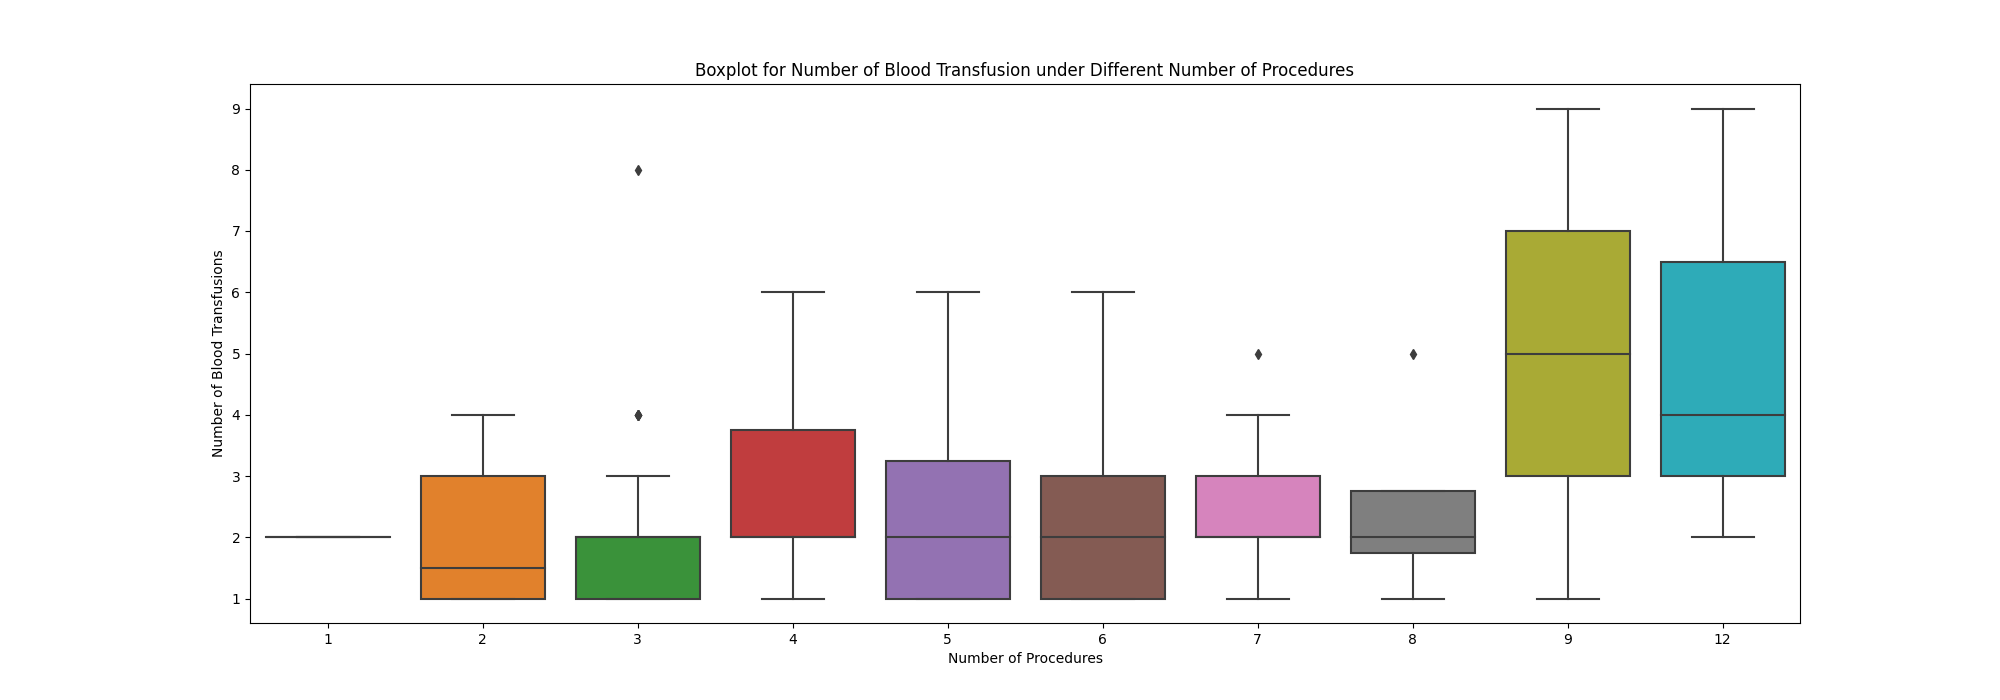 Boxplot for Number of Blood Transfusion under Different Number of Procedures
Number of Blood Transfusions
9
8
7
6
5
4
3
2
1
1 2 3 4 5 6 7 8 9 12
Number of Procedures